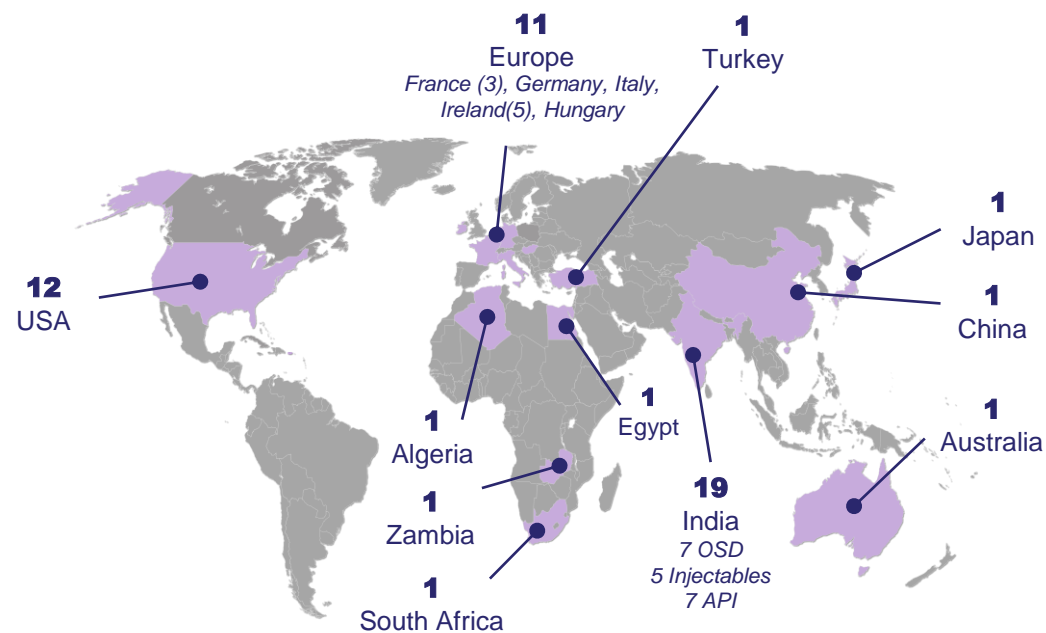 11
Europe
France (3), Germany, Italy,
Ireland(5), Hungary
1
Turkey
1
Japan
12
USA
1
China
1
Algeria
1
Egypt
1
Australia
1
Zambia
19
India
7 OSD
5 Injectables
7 API
1
South Africa